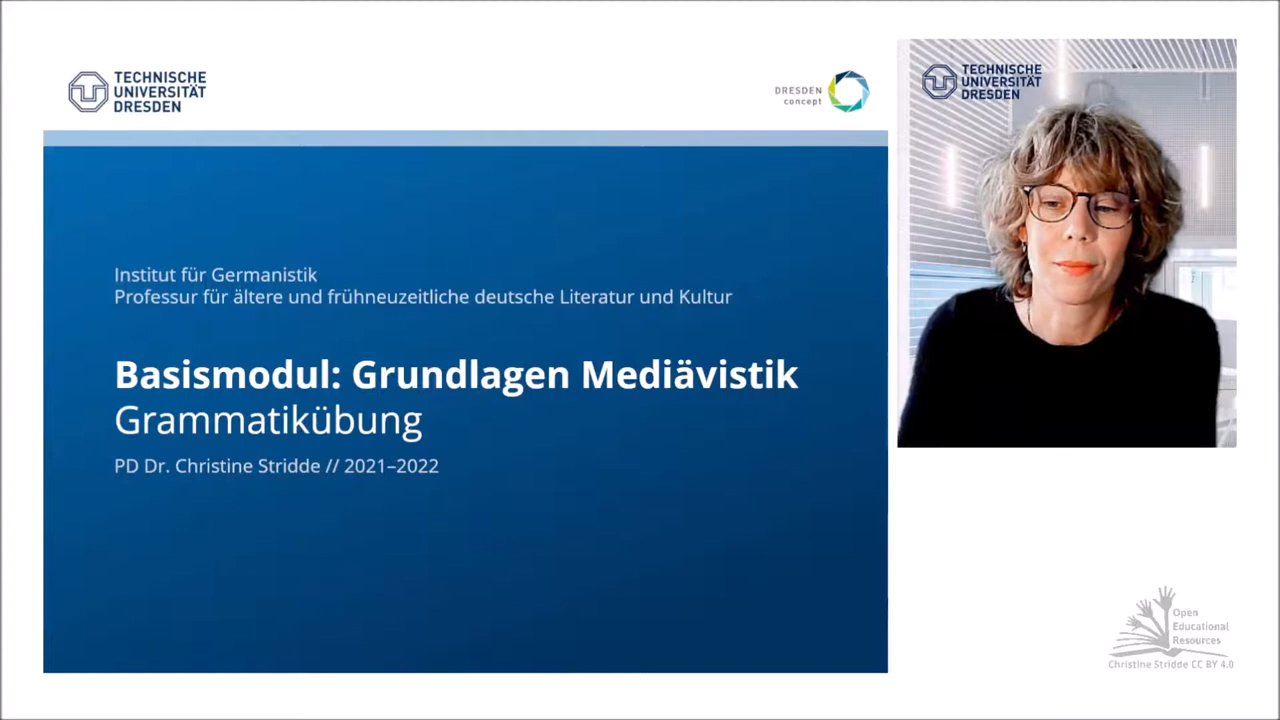 TECHNISCHE
UNIVERSITÄT
DRESDEN
DRESDEN
concept
TECHNISCHE
UNIVERSITÄT
DRESDEN
Institut für Germanistik
Professur für ältere und frühneuzeitliche deutsche Literatur und Kultur
Basismodul: Grundlagen Mediävistik
Grammatikübung
PD Dr. Christine Stridde // 2021–2022
Open
Educational
Resources
Christine Stridde CC BY 4.0